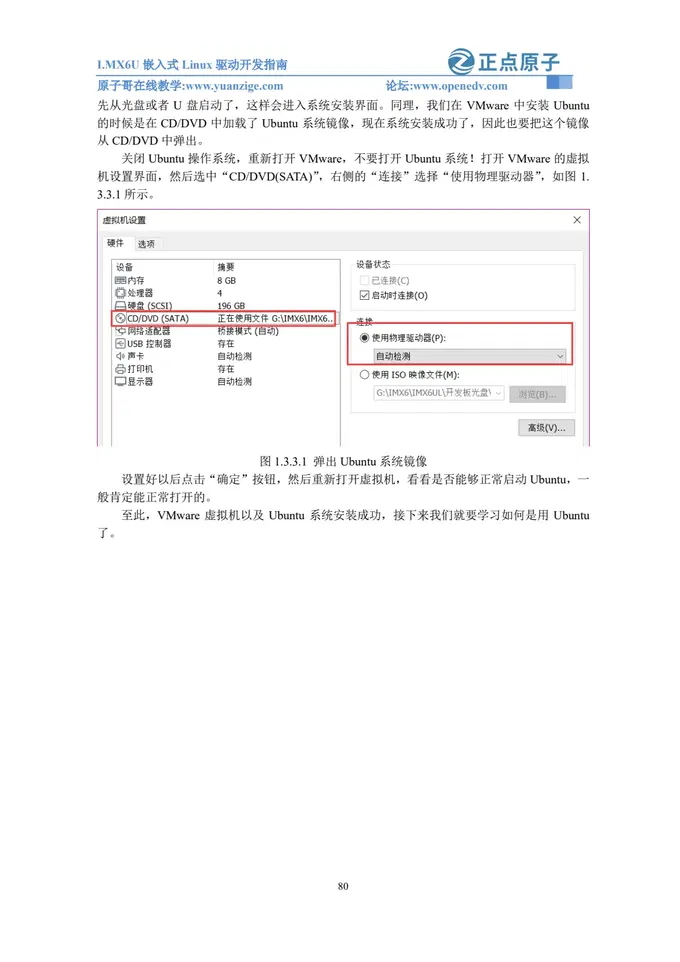 I.MX6U 嵌入式 Linux 驱动开发指南
正点原子
原子哥在线教学:www.yuanzige.com 论坛:www.openedv.com
先从光盘或者 U 盘启动了，这样会进入系统安装界面。同理，我们在 VMware 中安装 Ubuntu
的时候是在 CD/DVD 中加载了 Ubuntu 系统镜像，现在系统安装成功了，因此也要把这个镜像
从 CD/DVD 中弹出。
关闭 Ubuntu 操作系统，重新打开 VMware，不要打开 Ubuntu 系统！打开 VMware 的虚拟
机设置界面，然后选中“CD/DVD(SATA)”，右侧的“连接”选择“使用物理驱动器”，如图 1.
3.3.1 所示。
虚拟机设置
硬件 选项
设备 摘要
内存 8 GB
处理器 4
硬盘 (SCSI) 196 GB
CD/DVD (SATA) 正在使用文件 G:\IMX6\IMX6..
网络适配器 桥接模式 (自动)
USB 控制器 存在
声卡 自动检测
打印机 存在
显示器 自动检测
设备状态
已连接(C)
启动时连接(O)
连接
使用物理驱动器(P):
自动检测
使用 ISO 映像文件(M):
G:\IMX6\IMX6UL\开发板光盘\ 浏览(B)...
高级(V)...
图 1.3.3.1 弹出 Ubuntu 系统镜像
设置好以后点击“确定”按钮，然后重新打开虚拟机，看看是否能够正常启动 Ubuntu，一
般肯定能正常打开的。
至此，VMware 虚拟机以及 Ubuntu 系统安装成功，接下来我们就要学习如何是用 Ubuntu
了。
80